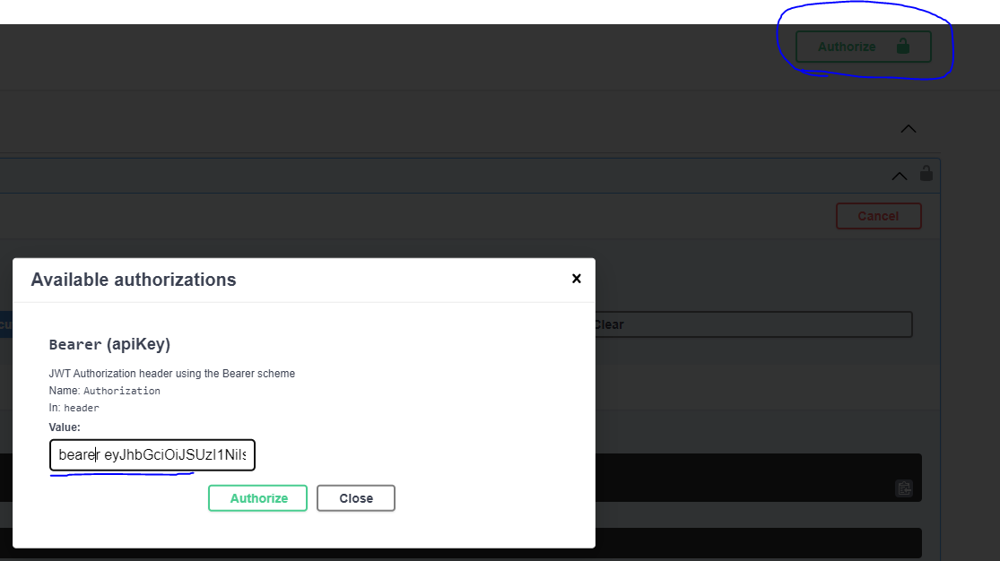 Authorize
Cancel
Available authorizations
Clear
Bearer (apiKey)
JWT Authorization header using the Bearer scheme
Name: Authorization
In: header
Value:
bearer eyJhbGciOiJSUzI1NiIs
Authorize
Close